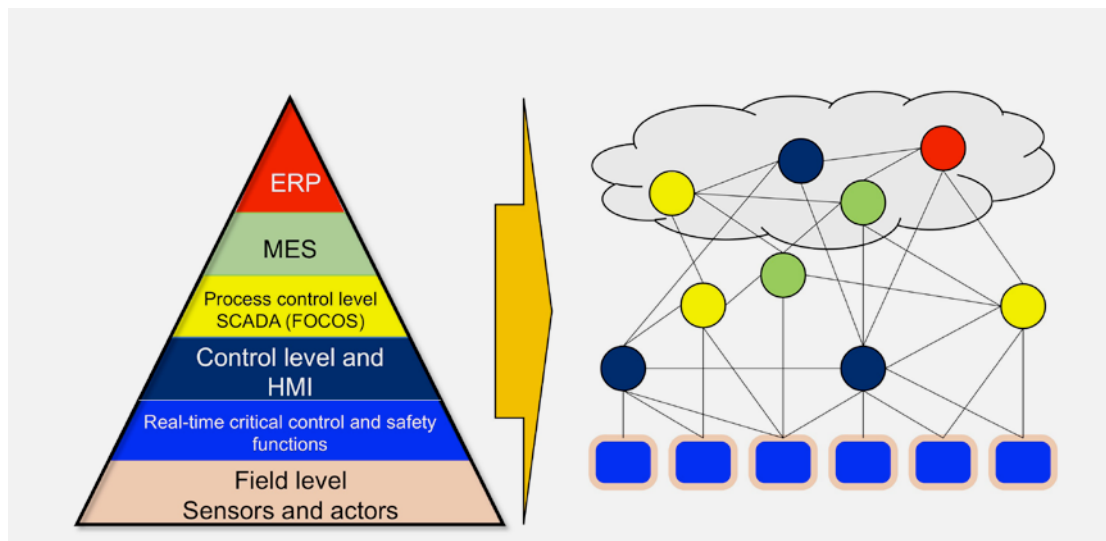 ERP
MES
Process control level
SCADA (FOCOS)
Control level and
HMI
Real-time critical control and safety
functions
Field level
Sensors and actors